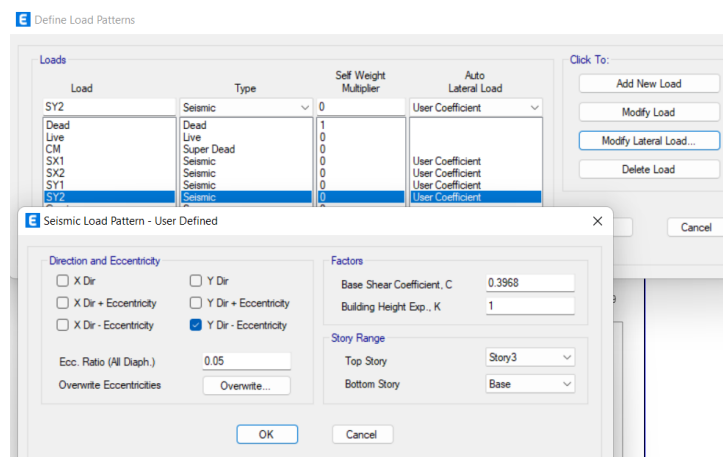 E Define Load Patterns
Loads
Click To:
Load
Type
Self Weight
Multiplier
Auto
Lateral Load
Add New Load
SY2 Seismic 0 User Coefficient
Modify Load
Dead Dead 1
Live Live 0
CM Super Dead 0
Modify Lateral Load...
SX1 Seismic 0 User Coefficient
SX2 Seismic 0 User Coefficient
SY1 Seismic 0 User Coefficient
Delete Load
SY2 Seismic 0 User Coefficient
E Seismic Load Pattern - User Defined
Cancel
Direction and Eccentricity
Factors
X Dir Y Dir
Base Shear Coefficient, C 0.3968
X Dir + Eccentricity Y Dir + Eccentricity
Building Height Exp., K 1
X Dir - Eccentricity Y Dir - Eccentricity
Story Range
Ecc. Ratio (All Diaph.) 0.05
Top Story Story3
Overwrite Eccentricities Overwrite...
Bottom Story Base
OK Cancel